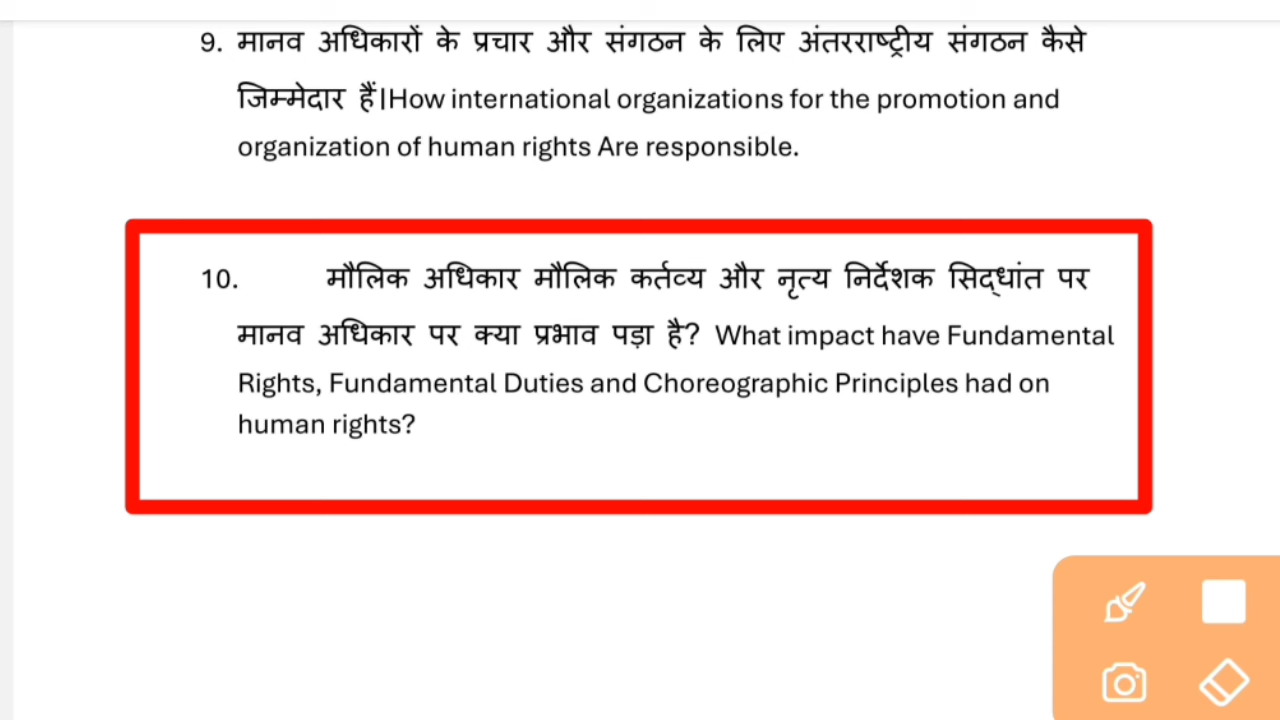 9. मानव अधिकारों के प्रचार और संगठन के लिए अंतरराष्ट्रीय संगठन कैसे
जिम्मेदार हैं।How international organizations for the promotion and
organization of human rights Are responsible.
10. मौलिक अधिकार मौलिक कर्तव्य और नृत्य निर्देशक सिद्धांत पर
मानव अधिकार पर क्या प्रभाव पड़ा है? What impact have Fundamental
Rights, Fundamental Duties and Choreographic Principles had on
human rights?